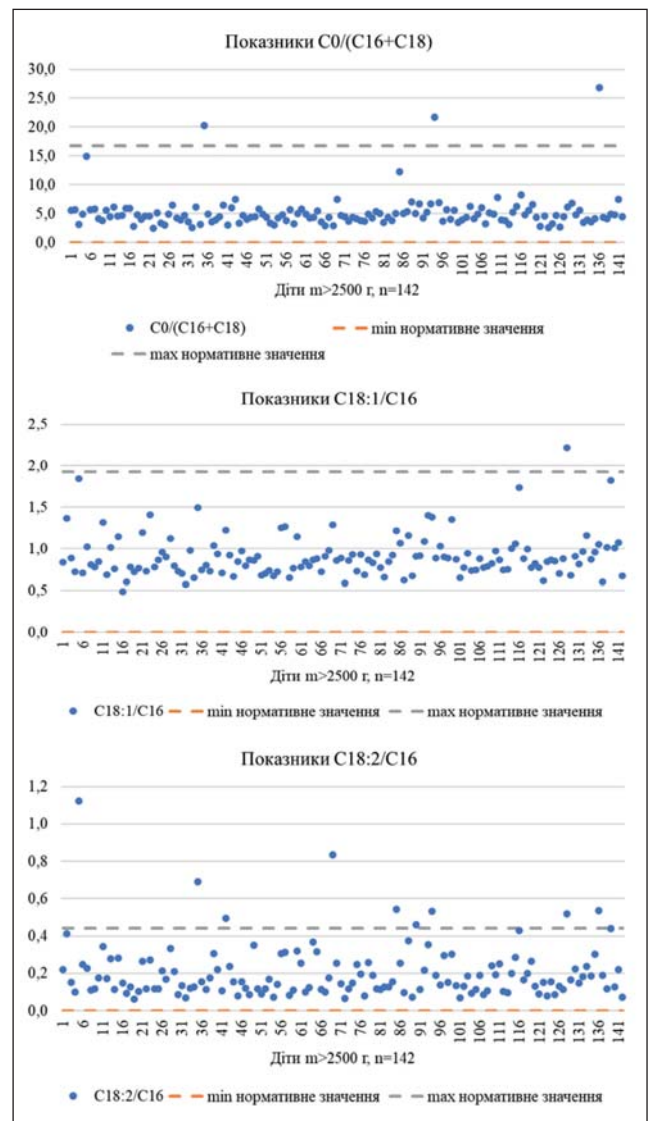 Показники C0/(C16+C18)
30,0
25,0
20,0
15,0
10,0
5,0
0,0
1 6 11 16 21 26 31 36 41 46 51 56 61 66 71 76 81 86 91 96 101 106 111 116 121 126 131 136 141
Діти m>2500 г, n=142
C0/(C16+C18) min нормативне значення
max нормативне значення
Показники C18:1/C16
2,5
2,0
1,5
1,0
0,5
0,0
1 6 11 16 21 26 31 36 41 46 51 56 61 66 71 76 81 86 91 96 101 106 111 116 121 126 131 136 141
Діти m>2500 г, n=142
C18:1/C16 min нормативне значення max нормативне значення
Показники C18:2/C16
1,2
1,0
0,8
0,6
0,4
0,2
0,0
1 6 11 16 21 26 31 36 41 46 51 56 61 66 71 76 81 86 91 96 101 106 111 116 121 126 131 136 141
Діти m>2500 г, n=142
C18:2/C16 min нормативне значення max нормативне значення